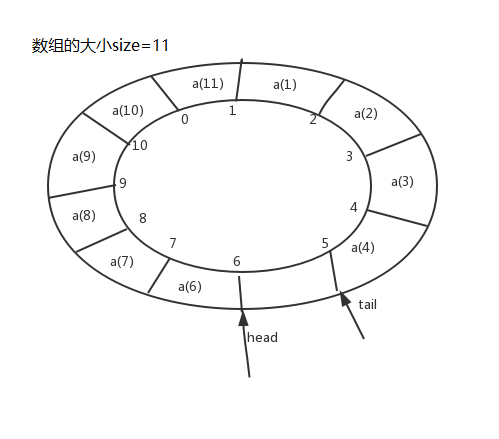 数组的大小size=11
a(11)
a(1)
a(10)
a(2)
0
1
2
a(9)
10
3
a(3)
9
4
a(8)
8
7
6
5
a(4)
a(7)
a(6)
tail
head